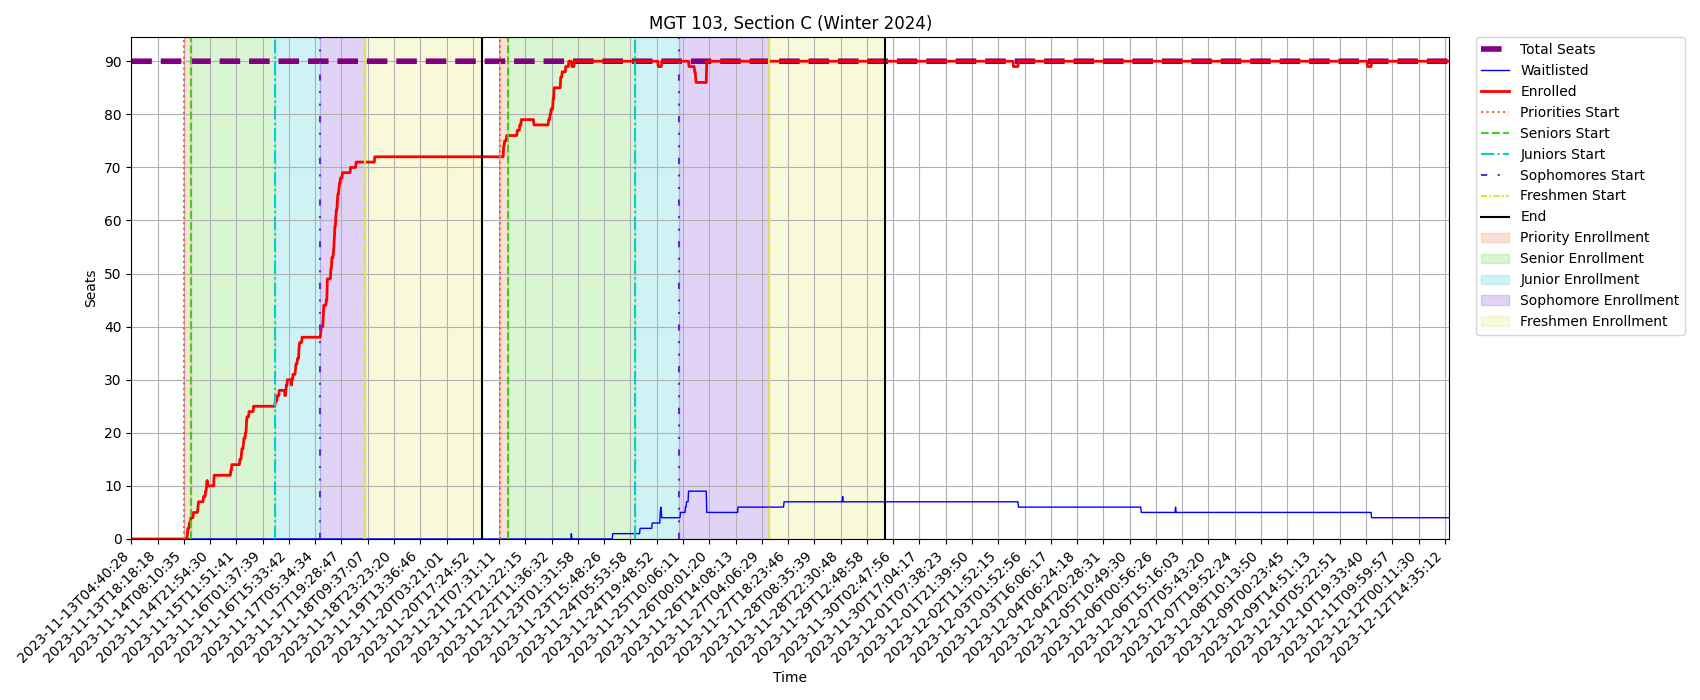 MGT 103, Section C (Winter 2024)
Seats
90
80
70
60
50
40
30
20
10
0
2023-11-13T04:40:28
2023-11-13T18:18:18
2023-11-14T08:10:35
2023-11-14T21:54:30
2023-11-15T11:51:41
2023-11-16T01:37:39
2023-11-16T15:33:42
2023-11-17T05:34:34
2023-11-17T19:28:47
2023-11-18T09:37:07
2023-11-18T23:23:20
2023-11-19T13:36:46
2023-11-20T03:21:01
2023-11-20T17:24:52
2023-11-21T07:31:11
2023-11-21T21:22:15
2023-11-22T11:36:32
2023-11-23T01:31:58
2023-11-23T15:48:26
2023-11-24T05:53:58
2023-11-24T19:48:52
2023-11-25T10:06:11
2023-11-26T00:01:20
2023-11-26T14:08:13
2023-11-27T04:06:29
2023-11-27T18:23:46
2023-11-28T08:35:39
2023-11-28T22:30:48
2023-11-29T12:48:58
2023-11-30T02:47:56
2023-11-30T17:04:17
2023-12-01T07:38:23
2023-12-01T21:39:50
2023-12-02T11:52:15
2023-12-03T01:52:56
2023-12-03T16:06:17
2023-12-04T06:24:18
2023-12-04T20:28:31
2023-12-05T10:49:30
2023-12-06T00:56:26
2023-12-06T15:16:03
2023-12-07T05:43:20
2023-12-07T19:52:24
2023-12-08T10:13:50
2023-12-09T00:23:45
2023-12-09T14:51:13
2023-12-10T05:22:51
2023-12-10T19:33:40
2023-12-11T09:59:57
2023-12-12T00:11:30
2023-12-12T14:35:12
Time
Total Seats
Waitlisted
Enrolled
Priorities Start
Seniors Start
Juniors Start
Sophomores Start
Freshmen Start
End
Priority Enrollment
Senior Enrollment
Junior Enrollment
Sophomore Enrollment
Freshmen Enrollment